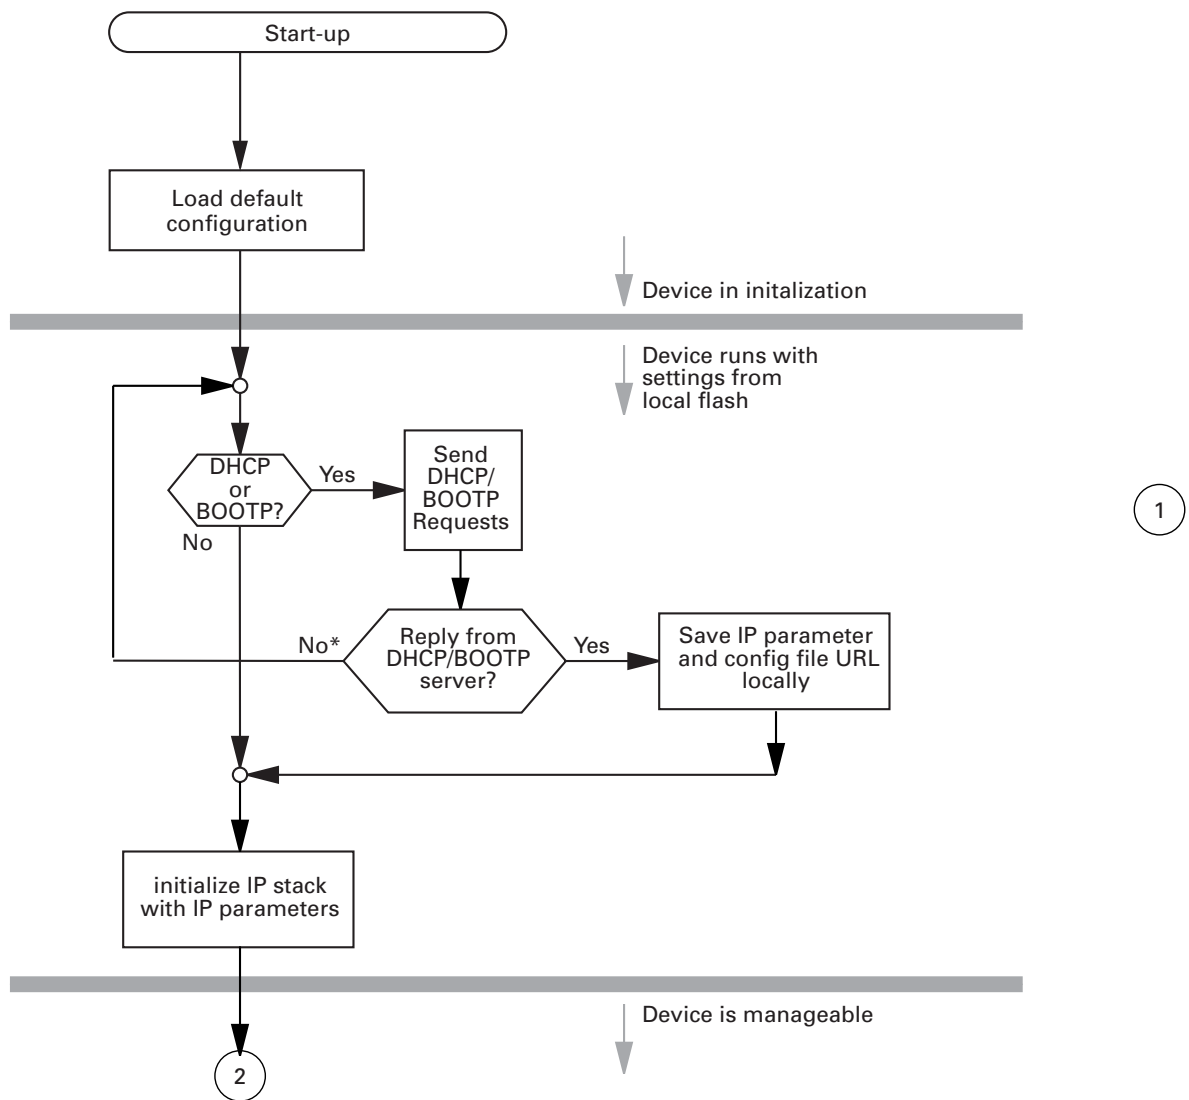 Start-up
Load default
configuration
Device in initalization
Device runs with
settings from
local flash
DHCP
or
BOOTP?
Yes
No
Send
DHCP/
BOOTP
Requests
1
No*
Reply from
DHCP/BOOTP
server?
Yes
Save IP parameter
and config file URL
locally
initialize IP stack
with IP parameters
Device is manageable
2